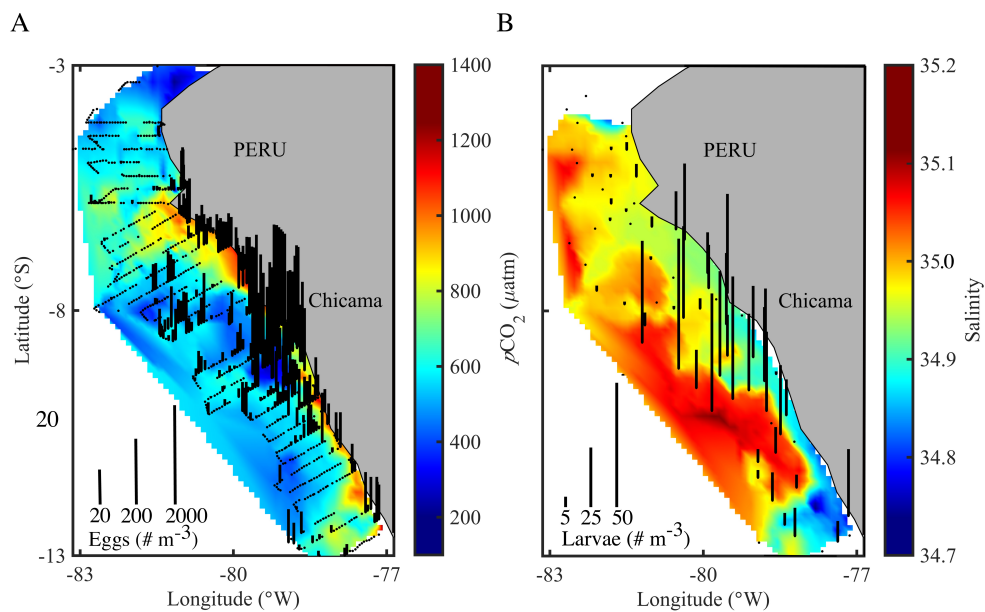 A
B
-3
1400
35.2
1200
35.1
PERU
PERU
1000
Latitude (°S)
-8
Chicama
800
pCO2 (µatm)
35.0
Salinity
Chicama
600
34.9
20
400
34.8
20
200
2000
200
5
25
50
Eggs (# m-3)
Larvae (# m-3)
-13
34.7
-83
-80
-77
-83
-80
-77
Longitude (°W)
Longitude (°W)